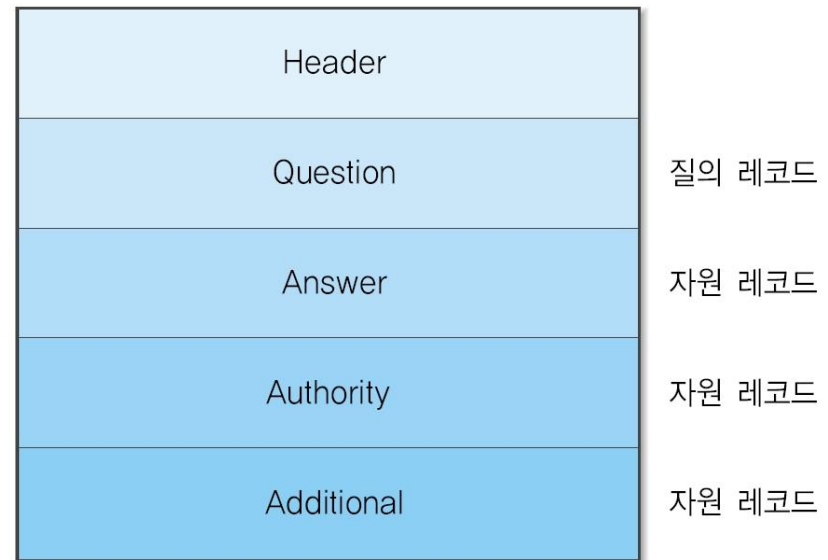 Header
Question 질의 레코드
Answer 자원 레코드
Authority 자원 레코드
Additional 자원 레코드